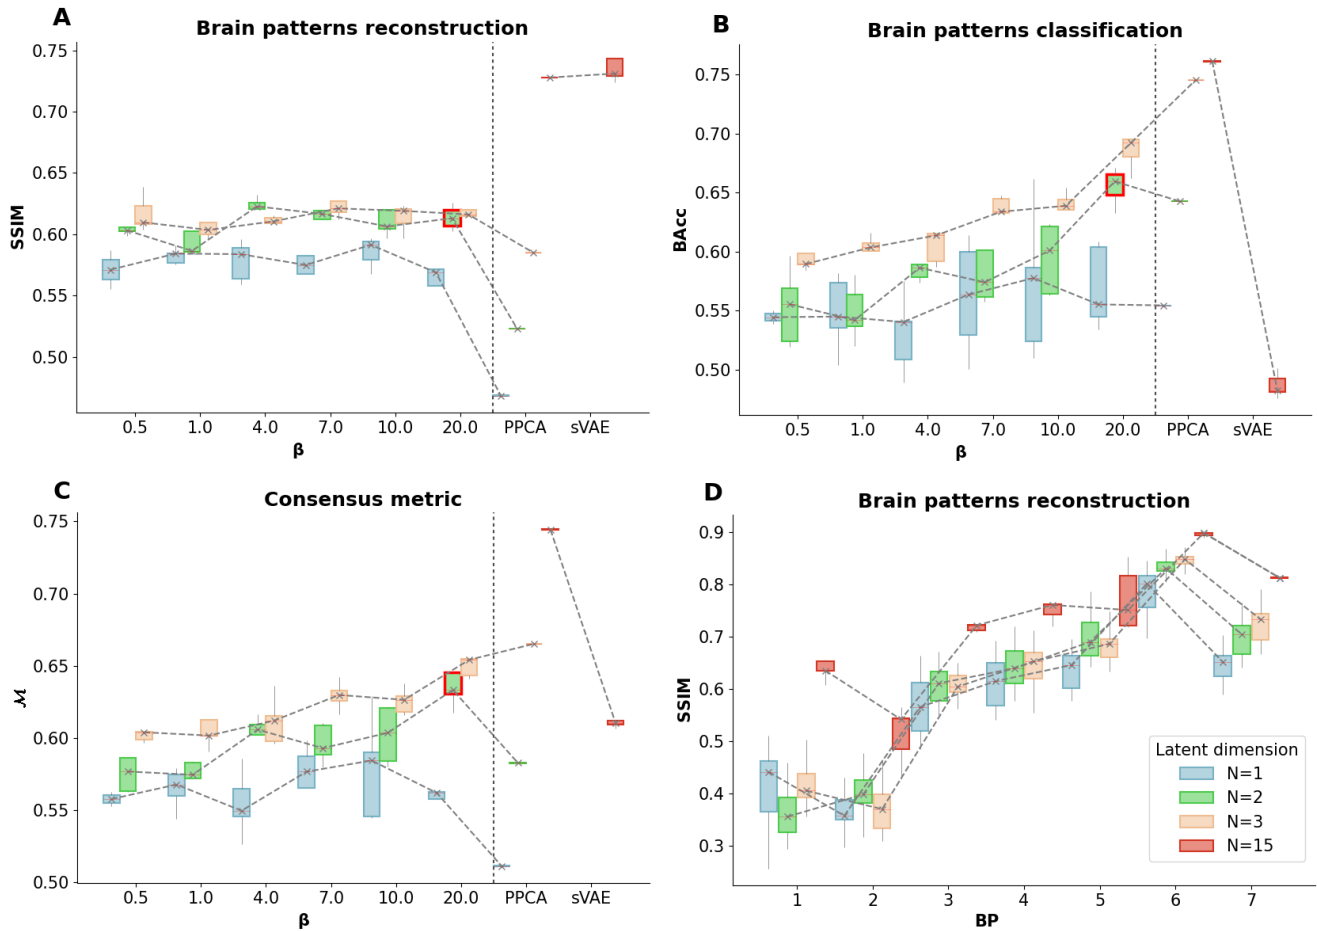 A
Brain patterns reconstruction
0.75
0.70
0.65
0.60
0.55
0.50
SSIM
0.5 1.0 4.0 7.0 10.0 20.0 PPCA sVAE
β
B
Brain patterns classification
0.75
0.70
0.65
0.60
0.55
0.50
BAcc
0.5 1.0 4.0 7.0 10.0 20.0 PPCA sVAE
β
C
Consensus metric
0.75
0.70
0.65
0.60
0.55
0.50
ℳ
0.5 1.0 4.0 7.0 10.0 20.0 PPCA sVAE
β
D
Brain patterns reconstruction
0.9
0.8
0.7
0.6
0.5
0.4
0.3
SSIM
Latent dimension
N=1
N=2
N=3
N=15
1 2 3 4 5 6 7
BP